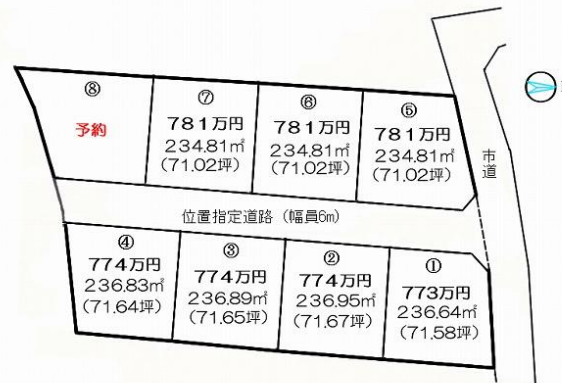 ⑧
予約
⑦
781万円
234.81㎡
(71.02坪)
⑥
781万円
234.81㎡
(71.02坪)
⑤
781万円
234.81㎡
(71.02坪)
市道
位置指定道路（幅員6m）
④
774万円
236.83㎡
(71.64坪)
③
774万円
236.89㎡
(71.65坪)
②
774万円
236.95㎡
(71.67坪)
①
773万円
236.64㎡
(71.58坪)